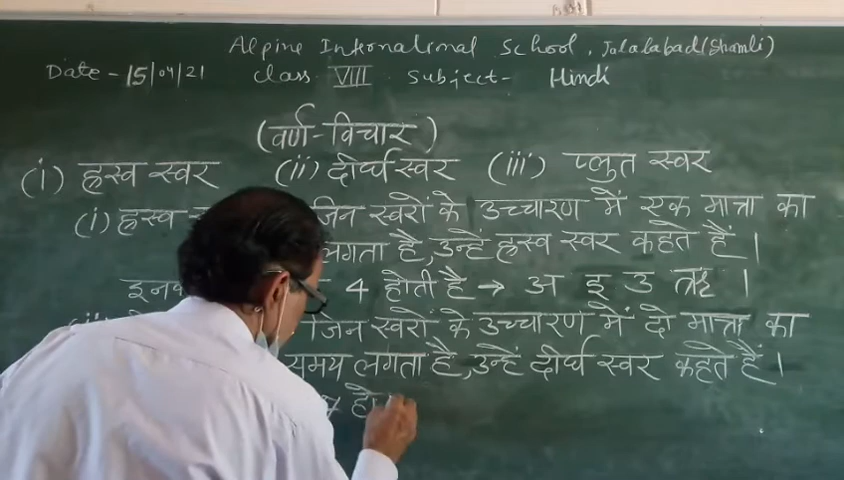 Alpine International School, Jalalabad (Shamli)
Date - 15/04/21 Class VIII Subject - Hindi
(वर्ण-विचार)
(i) ह्रस्व स्वर (ii) दीर्घ स्वर (iii) प्लुत स्वर
(i) ह्रस्व जिन स्वरों के उच्चारण में एक मात्रा का
लगता है, उन्हें ह्रस्व स्वर कहते हैं ।
4 होती है → अ इ उ ऋ ।
जिन स्वरों के उच्चारण में दो मात्रा का
समय लगता है, उन्हें दीर्घ स्वर कहते हैं ।
7